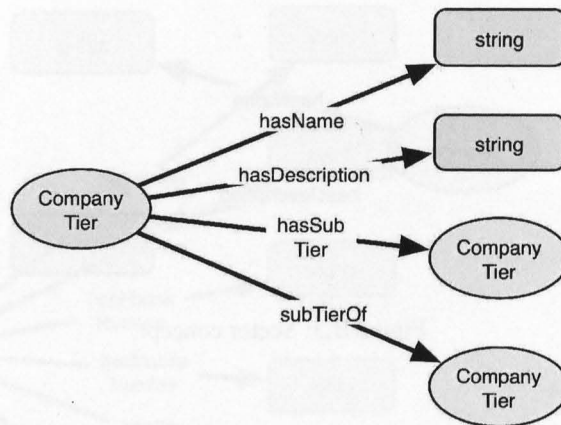 string
hasName
string
hasDescription
Company
Tier
hasSub
Tier
Company
Tier
subTierOf
Company
Tier